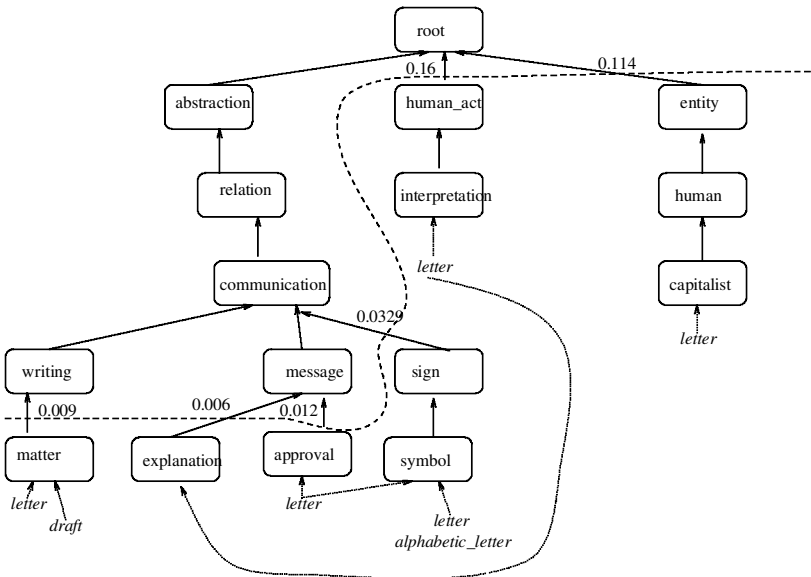 root
0.16
0.114
abstraction
human_act
entity
relation
interpretation
human
letter
communication
capitalist
0.0329
letter
writing
message
sign
0.009
0.006
0.012
matter
explanation
approval
symbol
letter
draft
letter
letter
alphabetic_letter